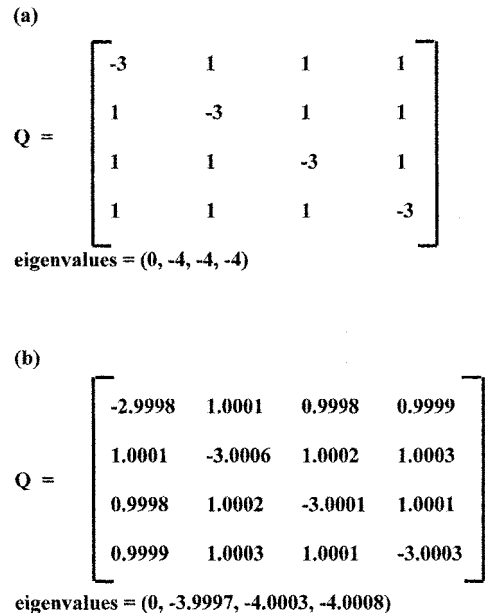 (a)
-3 1 1 1
1 -3 1 1
Q =
1 1 -3 1
1 1 1 -3
eigenvalues = (0, -4, -4, -4)
(b)
-2.9998 1.0001 0.9998 0.9999
1.0001 -3.0006 1.0002 1.0003
Q =
0.9998 1.0002 -3.0001 1.0001
0.9999 1.0003 1.0001 -3.0003
eigenvalues = (0, -3.9997, -4.0003, -4.0008)